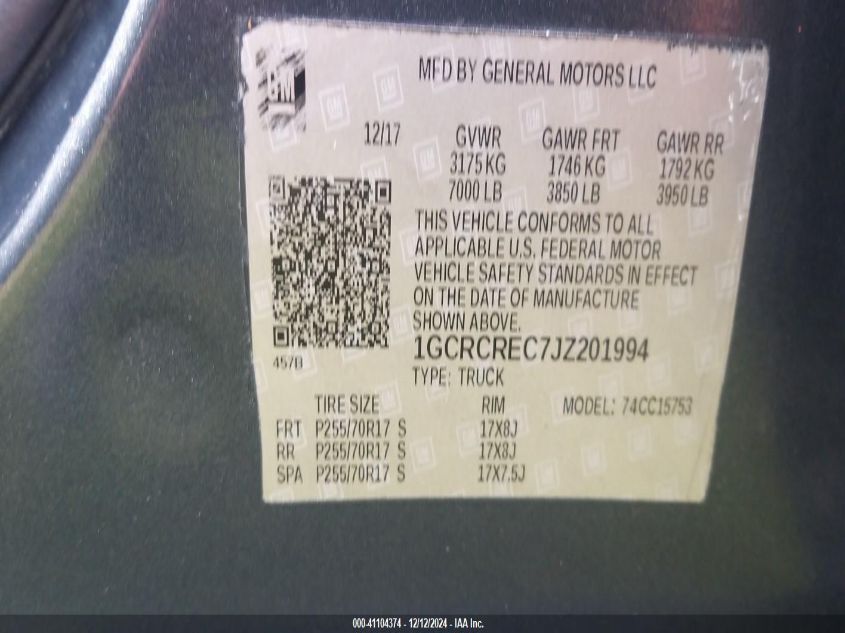 GM
MFD BY GENERAL MOTORS LLC
12/17 GVWR GAWR FRT GAWR RR
3175 KG 1746 KG 1792 KG
7000 LB 3850 LB 3950 LB
THIS VEHICLE CONFORMS TO ALL
APPLICABLE U.S. FEDERAL MOTOR
VEHICLE SAFETY STANDARDS IN EFFECT
ON THE DATE OF MANUFACTURE
SHOWN ABOVE.
457B
1GCRCREC7JZ201994
TYPE: TRUCK
TIRE SIZE RIM MODEL: 74CC15753
FRT P255/70R17 S 17X8J
RR P255/70R17 S 17X8J
SPA P255/70R17 S 17X7.5J
000-41104374 - 12/12/2024 - IAA Inc.